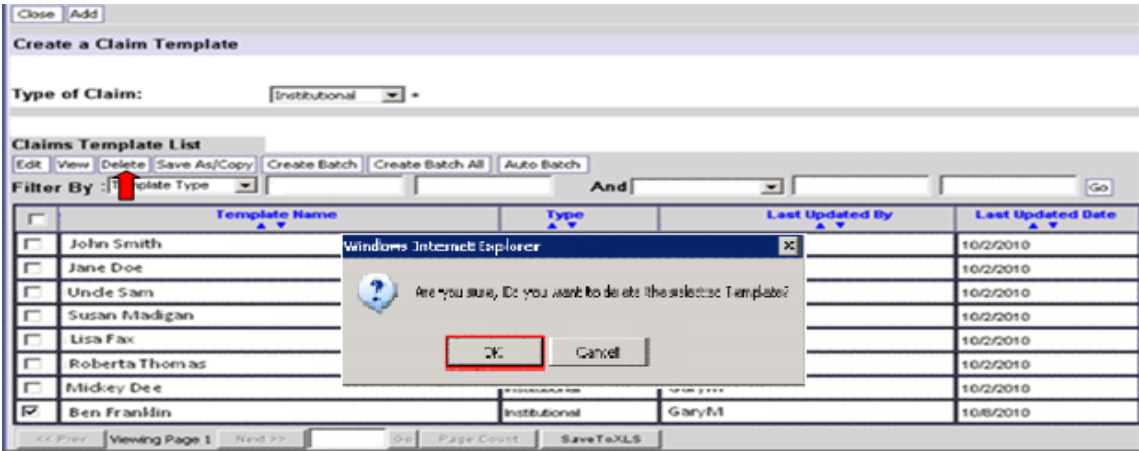 Close Add
Create a Claim Template
Type of Claim: Institutional *
Claims Template List
Edit View Delete Save As/Copy Create Batch Create Batch All Auto Batch
Filter By : Template Type And Go
Template Name Type Last Updated By Last Updated Date
John Smith 10/2/2010
Jane Doe 10/2/2010
Uncle Sam 10/2/2010
Susan Madigan 10/2/2010
Lisa Fax 10/2/2010
Roberta Thomas 10/2/2010
Mickey Dee Institutional GaryM 10/2/2010
Ben Franklin Institutional GaryM 10/8/2010
Windows Internet Explorer
Are you sure, Do you want to delete the selected Template?
OK Cancel
<< Prev Viewing Page 1 Next >> Go Page Count SaveToXLS